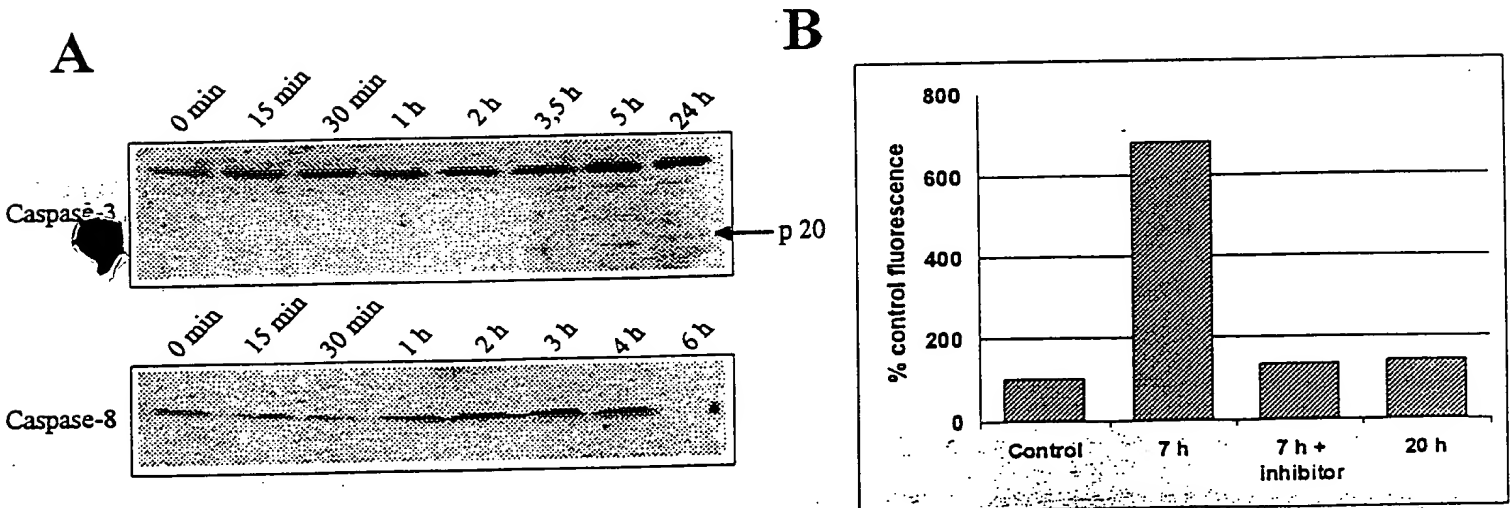 A
0 min 15 min 30 min 1 h 2 h 3,5 h 5 h 24 h
Caspase-3
p 20
0 min 15 min 30 min 1 h 2 h 3 h 4 h 6 h
Caspase-8
B
800
600
400
200
0
% control fluorescence
Control 7 h 7 h + inhibitor 20 h